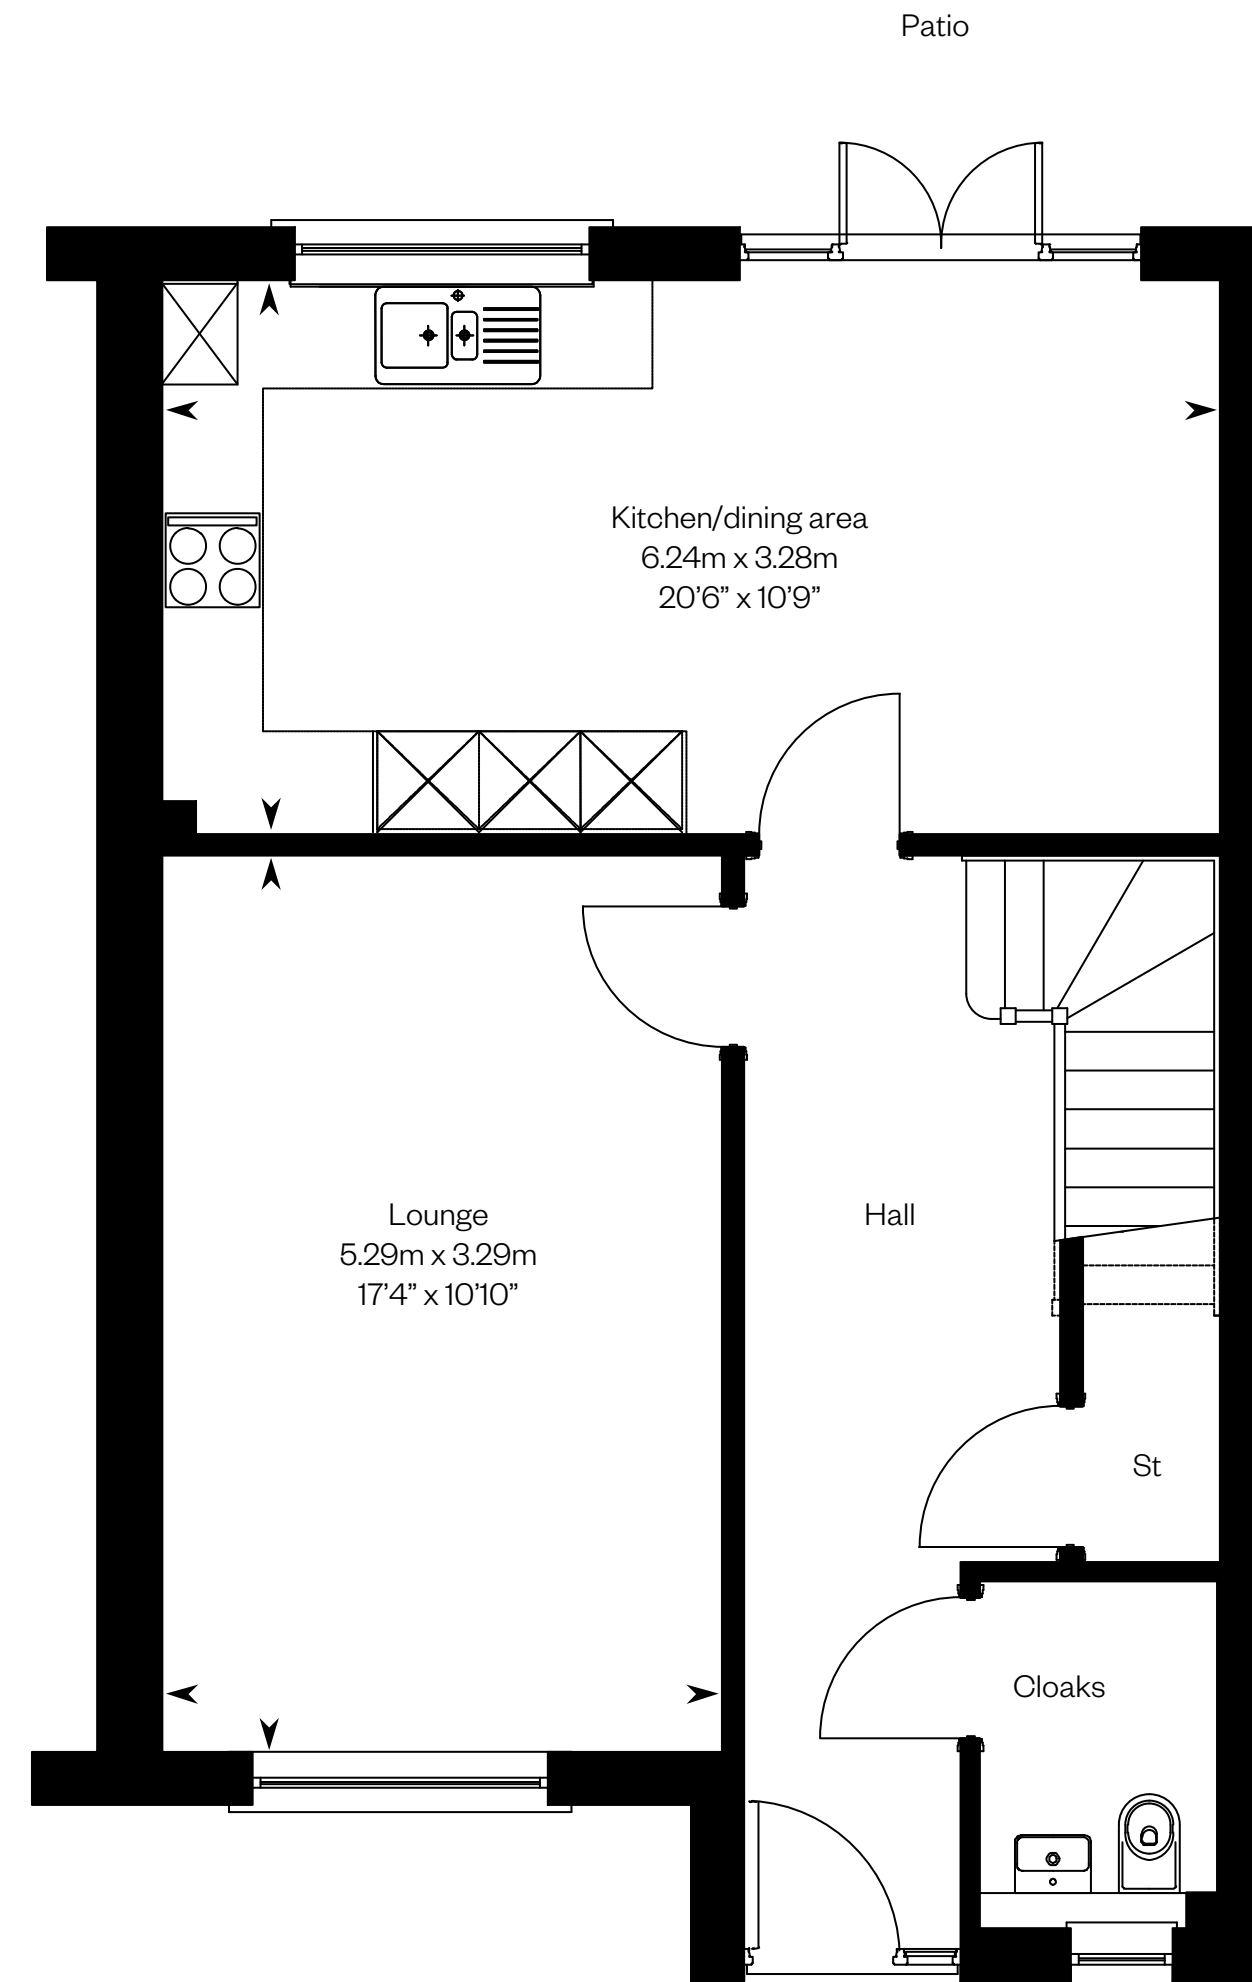 Patio
Kitchen/dining area
6.24m x 3.28m
20’6” x 10’9”
Lounge
5.29m x 3.29m
17’4” x 10’10”
Hall
St
Cloaks